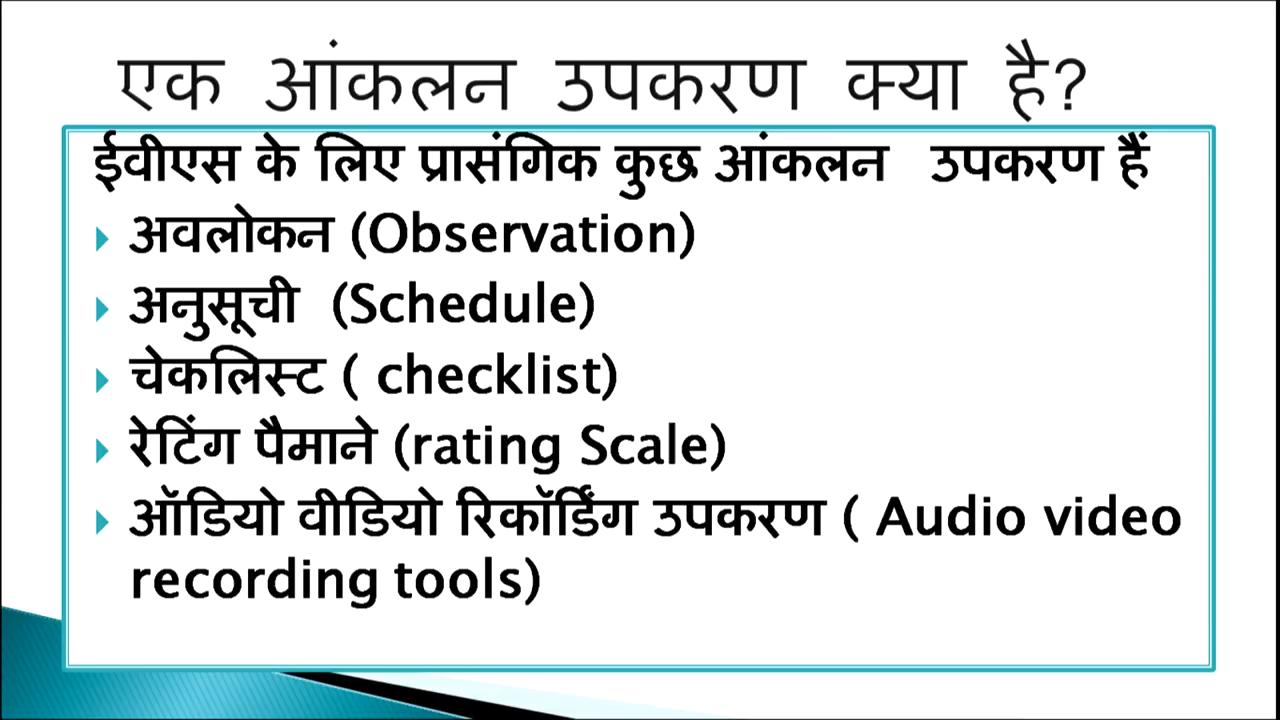 एक आंकलन उपकरण क्या है?
ईवीएस के लिए प्रासंगिक कुछ आंकलन उपकरण हैं
अवलोकन (Observation)
अनुसूची (Schedule)
चेकलिस्ट ( checklist)
रेटिंग पैमाने (rating Scale)
ऑडियो वीडियो रिकॉर्डिंग उपकरण ( Audio video
recording tools)